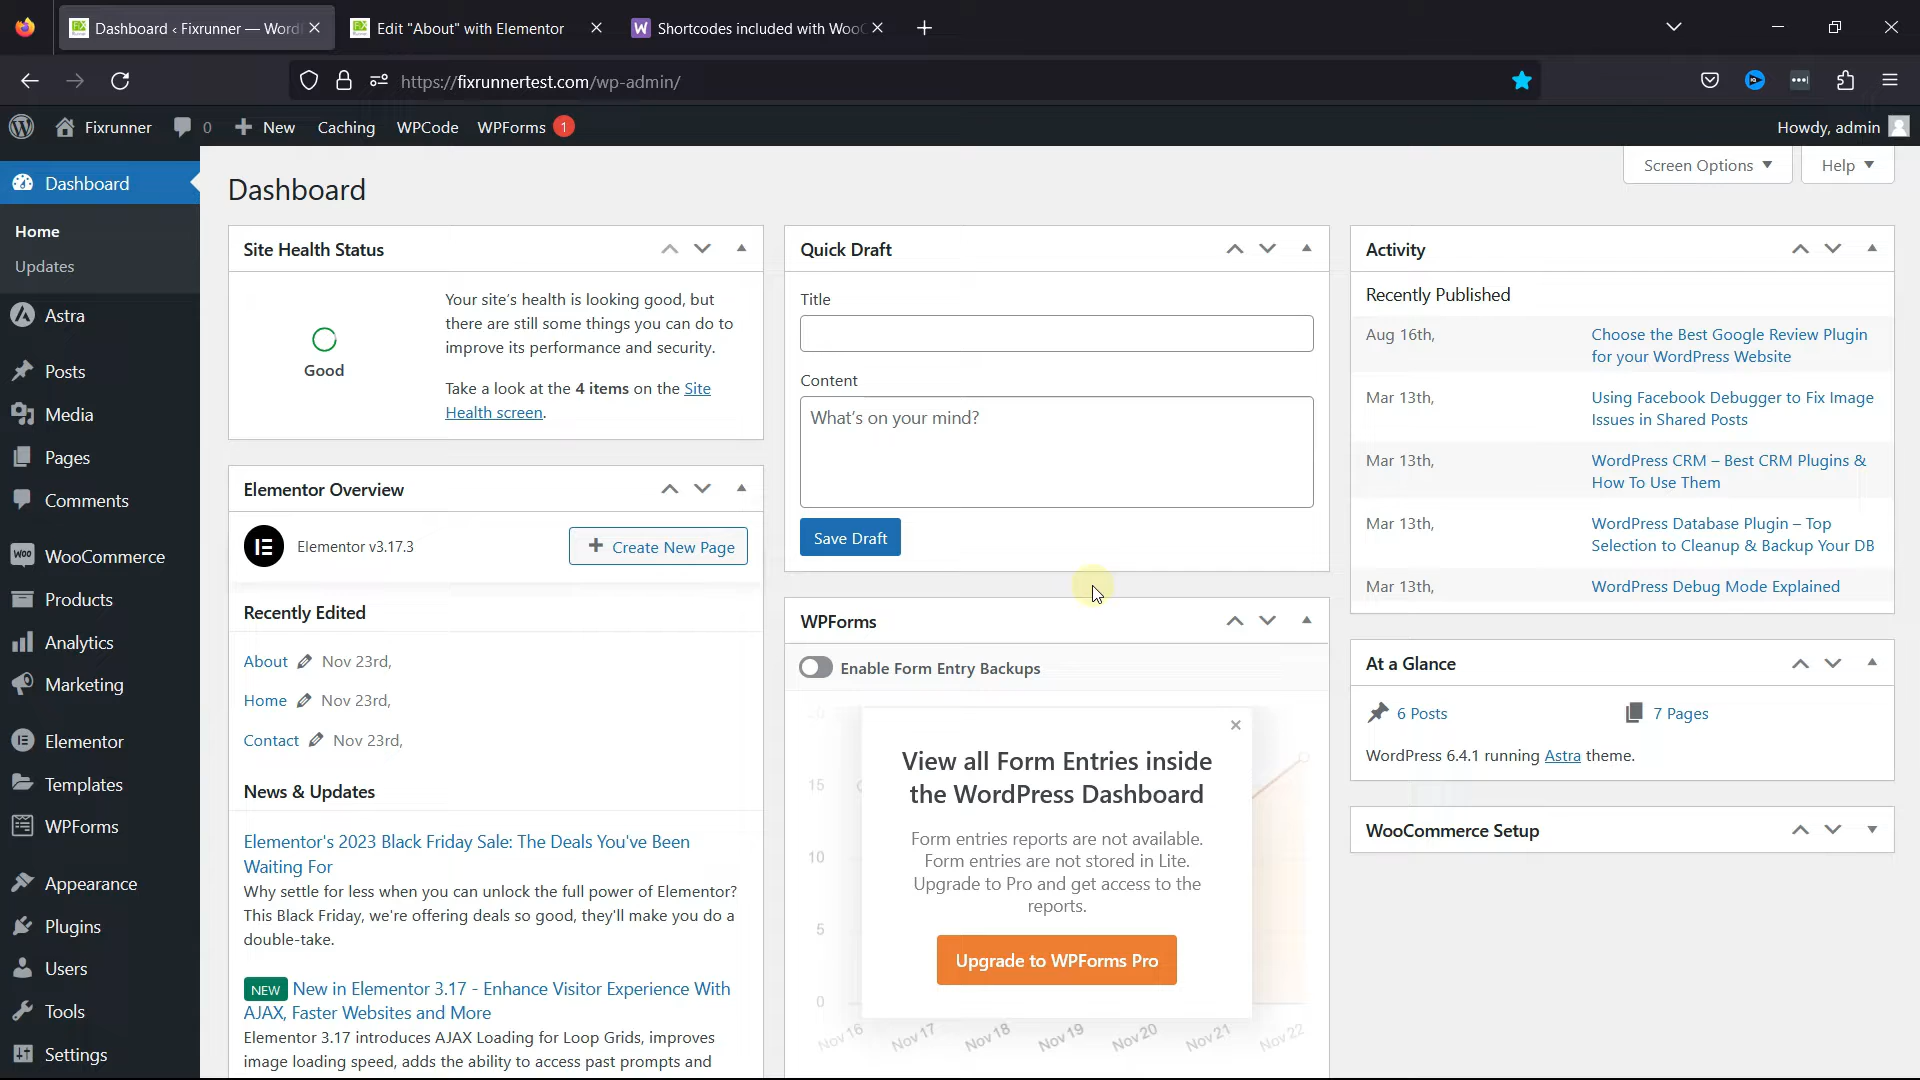 Dashboard ‹ Fixrunner — Word
Edit "About" with Elementor
Shortcodes included with Woo
https://fixrunnertest.com/wp-admin/
Fixrunner
0
New
Caching
WPCode
WPForms
1
Howdy, admin
Dashboard
Home
Updates
Astra
Posts
Media
Pages
Comments
WooCommerce
Products
Analytics
Marketing
Elementor
Templates
WPForms
Appearance
Plugins
Users
Tools
Settings
Screen Options
Help
Dashboard
Site Health Status
Good
Your site's health is looking good, but
there are still some things you can do to
improve its performance and security.
Take a look at the 4 items on the Site
Health screen.
Elementor Overview
Elementor v3.17.3
+ Create New Page
Recently Edited
About Nov 23rd,
Home Nov 23rd,
Contact Nov 23rd,
News & Updates
Elementor's 2023 Black Friday Sale: The Deals You've Been
Waiting For
Why settle for less when you can unlock the full power of Elementor?
This Black Friday, we're offering deals so good, they'll make you do a
double-take.
NEW New in Elementor 3.17 - Enhance Visitor Experience With
AJAX, Faster Websites and More
Elementor 3.17 introduces AJAX Loading for Loop Grids, improves
image loading speed, adds the ability to access past prompts and
Quick Draft
Title
Content
What's on your mind?
Save Draft
WPForms
Enable Form Entry Backups
View all Form Entries inside
the WordPress Dashboard
Form entries reports are not available.
Form entries are not stored in Lite.
Upgrade to Pro and get access to the
reports.
Upgrade to WPForms Pro
20
15
10
5
0
Nov 16
Nov 17
Nov 18
Nov 19
Nov 20
Nov 21
Nov 22
Activity
Recently Published
Aug 16th,
Choose the Best Google Review Plugin
for your WordPress Website
Mar 13th,
Using Facebook Debugger to Fix Image
Issues in Shared Posts
Mar 13th,
WordPress CRM – Best CRM Plugins &
How To Use Them
Mar 13th,
WordPress Database Plugin – Top
Selection to Cleanup & Backup Your DB
Mar 13th,
WordPress Debug Mode Explained
At a Glance
6 Posts
7 Pages
WordPress 6.4.1 running Astra theme.
WooCommerce Setup